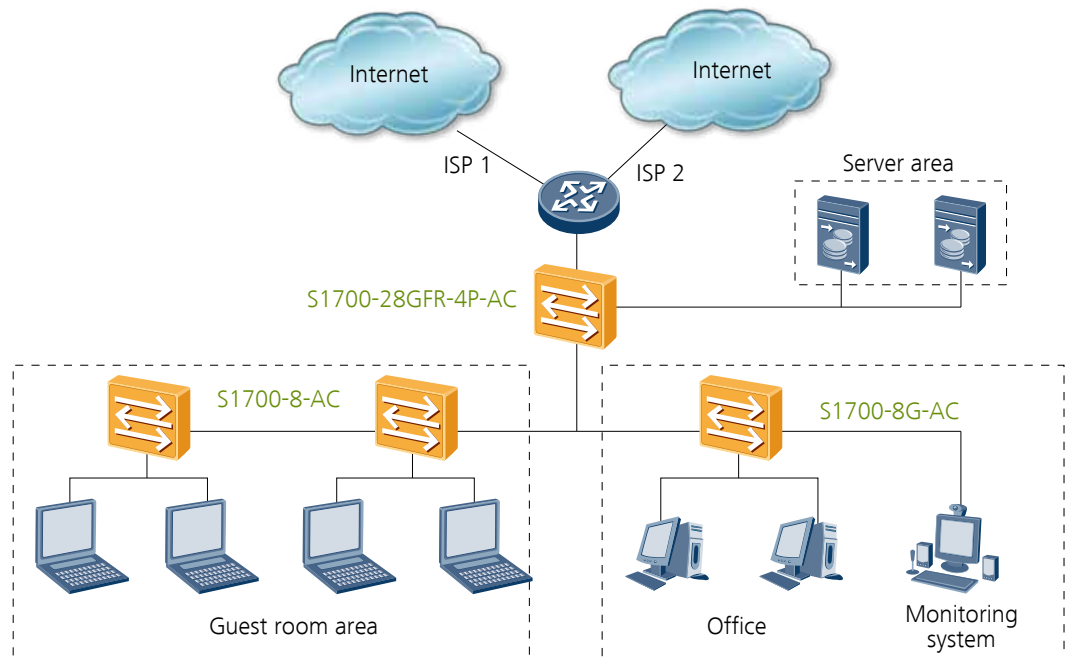 Internet
Internet
ISP 1
ISP 2
Server area
S1700-28GFR-4P-AC
S1700-8-AC
S1700-8G-AC
Guest room area
Office
Monitoring
system